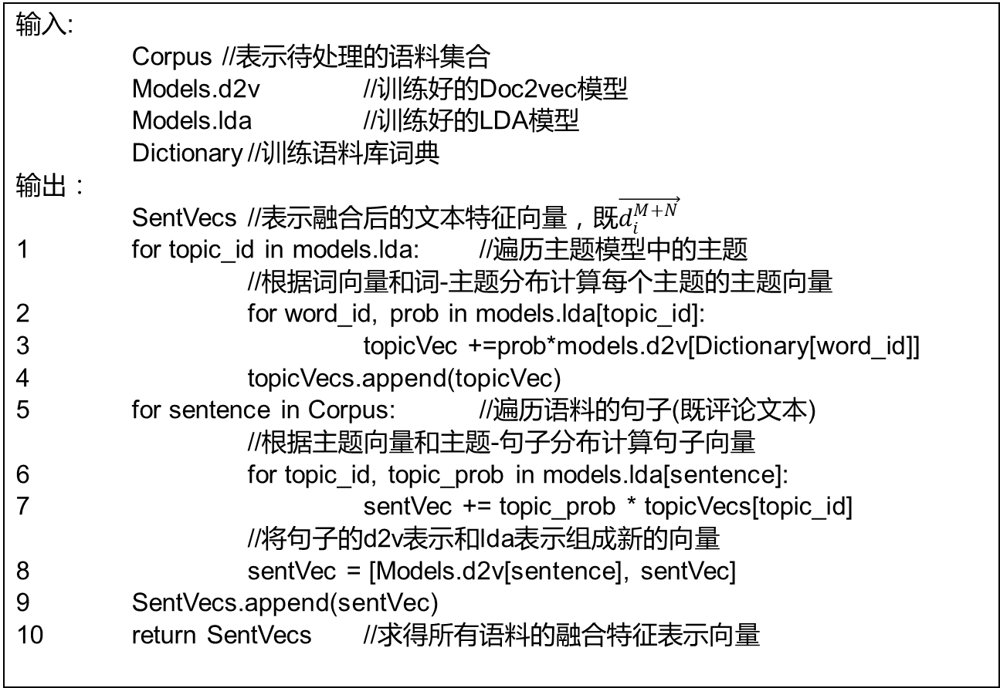 输入:
Corpus //表示待处理的语料集合
Models.d2v //训练好的Doc2vec模型
Models.lda //训练好的LDA模型
Dictionary //训练语料库词典
输出：
SentVecs //表示融合后的文本特征向量，既$\overrightarrow{d_i^{M+N}}$
1 for topic_id in models.lda: //遍历主题模型中的主题
//根据词向量和词-主题分布计算每个主题的主题向量
2 for word_id, prob in models.lda[topic_id]:
3 topicVec +=prob*models.d2v[Dictionary[word_id]]
4 topicVecs.append(topicVec)
5 for sentence in Corpus: //遍历语料的句子(既评论文本)
//根据主题向量和主题-句子分布计算句子向量
6 for topic_id, topic_prob in models.lda[sentence]:
7 sentVec += topic_prob * topicVecs[topic_id]
//将句子的d2v表示和lda表示组成新的向量
8 sentVec = [Models.d2v[sentence], sentVec]
9 SentVecs.append(sentVec)
10 return SentVecs //求得所有语料的融合特征表示向量